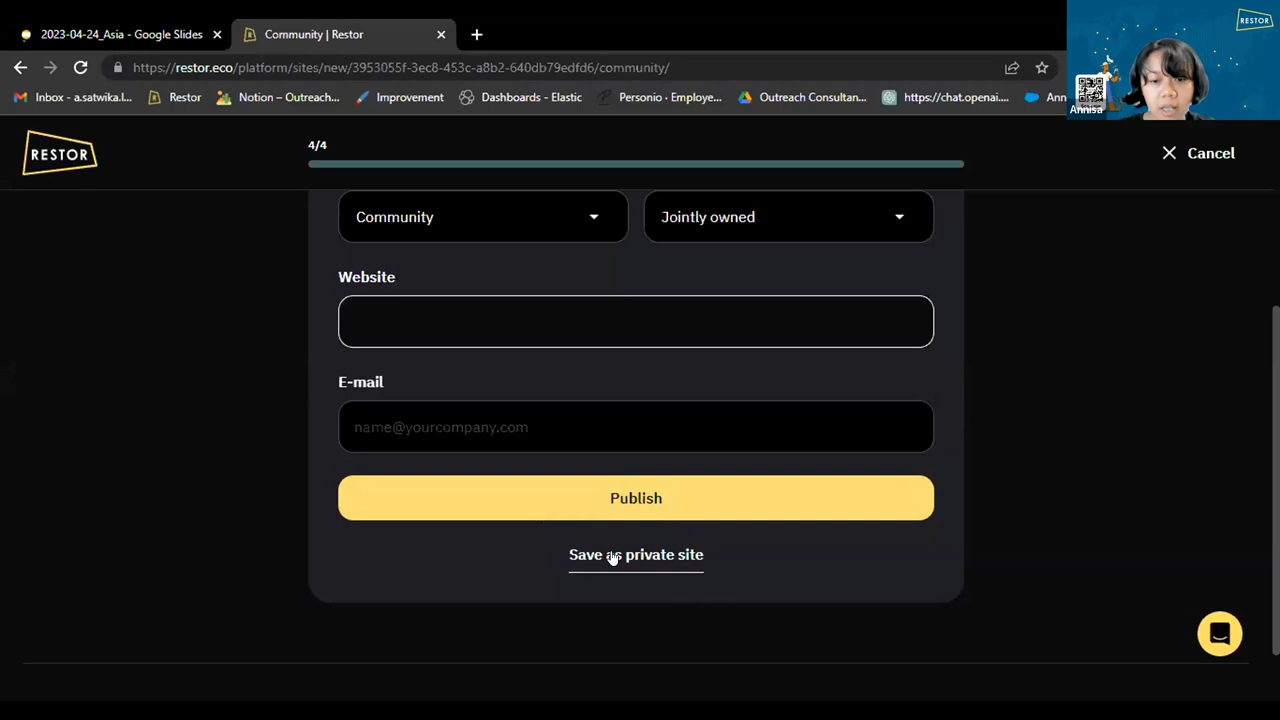 2023-04-24_Asia - Google Slides
Community | Restor
RESTOR
https://restor.eco/platform/sites/new/3953055f-3ec8-453c-a8b2-640db79edfd6/community/
Inbox - a.satwika.l...
Restor
Notion – Outreach...
Improvement
Dashboards - Elastic
Personio · Employe...
Outreach Consultan...
https://chat.openai....
Ann
Annisa
RESTOR
4/4
Cancel
Community
Jointly owned
Website
E-mail
name@yourcompany.com
Publish
Save as private site